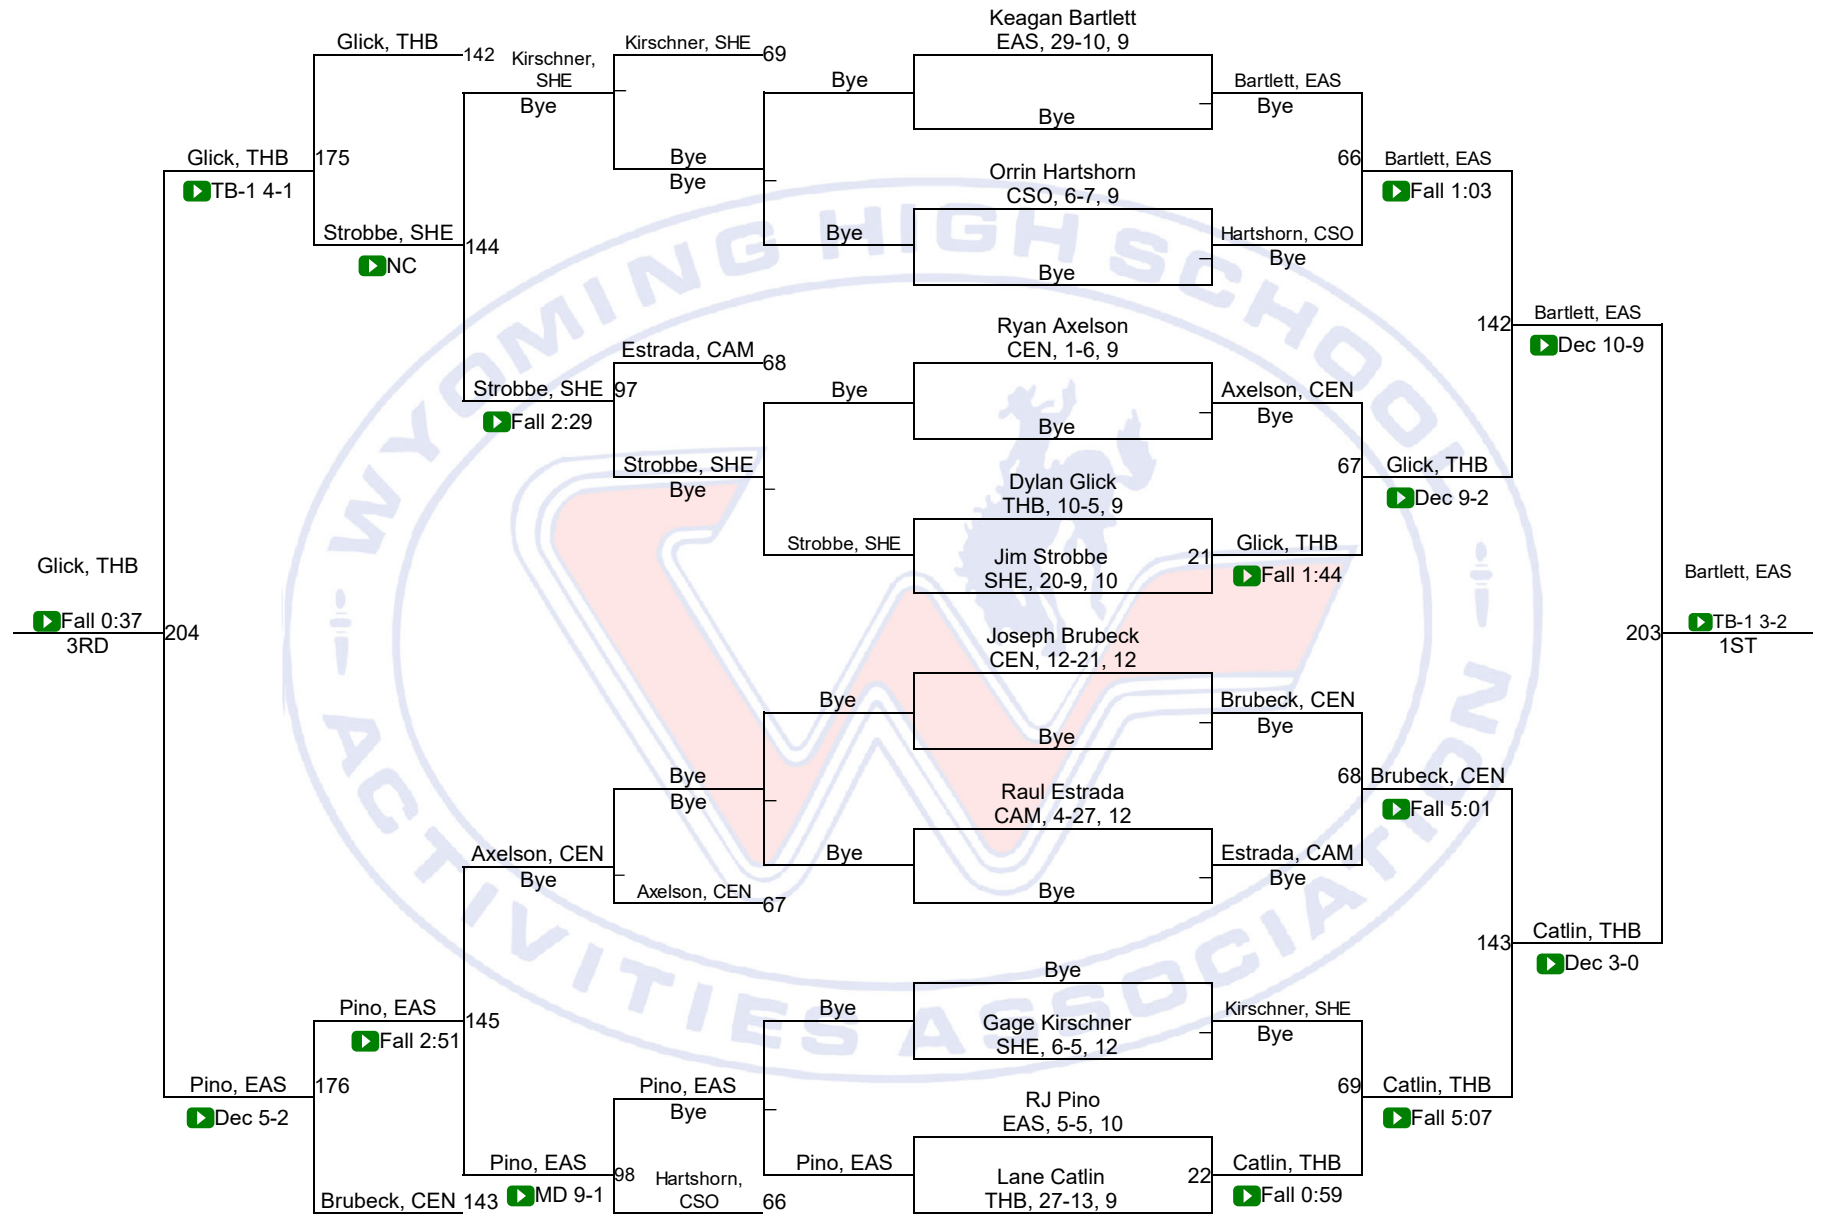 Keagan Bartlett
EAS, 29-10, 9
Glick, THB
142
Kirschner,
SHE
Bye
Kirschner, SHE
69
Bye
Bye
Bartlett, EAS
Bye
Glick, THB
175
TB-1 4-1
Bye
Bye
Orrin Hartshorn
CSO, 6-7, 9
66
Bartlett, EAS
Fall 1:03
Strobbe, SHE
144
NC
Bye
Bye
Hartshorn, CSO
Bye
Ryan Axelson
CEN, 1-6, 9
142
Bartlett, EAS
Dec 10-9
Estrada, CAM
68
Strobbe, SHE
97
Fall 2:29
Bye
Bye
Axelson, CEN
Bye
Strobbe, SHE
Bye
Dylan Glick
THB, 10-5, 9
67
Glick, THB
Dec 9-2
Strobbe, SHE
Jim Strobbe
SHE, 20-9, 10
21
Glick, THB
Fall 1:44
Glick, THB
Fall 0:37
3RD
204
Bartlett, EAS
203
TB-1 3-2
1ST
Joseph Brubeck
CEN, 12-21, 12
Bye
Bye
Brubeck, CEN
Bye
Bye
Bye
Raul Estrada
CAM, 4-27, 12
68
Brubeck, CEN
Fall 5:01
Axelson, CEN
Bye
Bye
Bye
Estrada, CAM
Bye
Axelson, CEN
67
143
Catlin, THB
Dec 3-0
Bye
Pino, EAS
145
Fall 2:51
Bye
Gage Kirschner
SHE, 6-5, 12
Kirschner, SHE
Bye
Pino, EAS
176
Dec 5-2
Pino, EAS
Bye
RJ Pino
EAS, 5-5, 10
69
Catlin, THB
Fall 5:07
Pino, EAS
98
MD 9-1
Hartshorn,
CSO
66
Pino, EAS
Lane Catlin
THB, 27-13, 9
22
Catlin, THB
Fall 0:59
Brubeck, CEN
143
WYOMING HIGH SCHOOL
ACTIVITIES ASSOCIATION
W